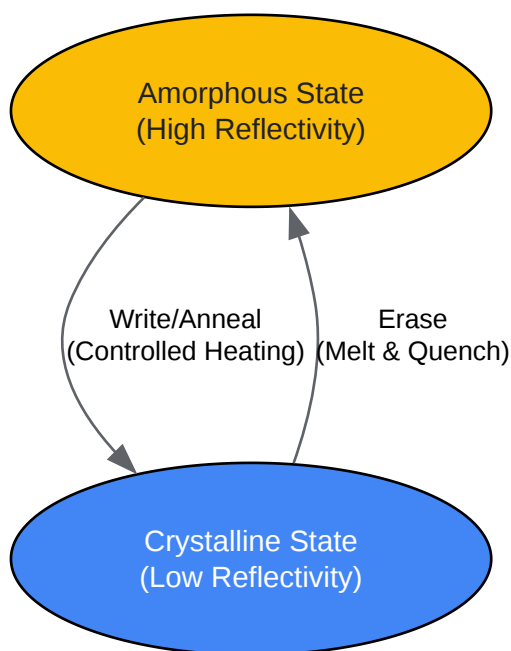 Amorphous State
(High Reflectivity)
Write/Anneal
(Controlled Heating)
Erase
(Melt & Quench)
Crystalline State
(Low Reflectivity)